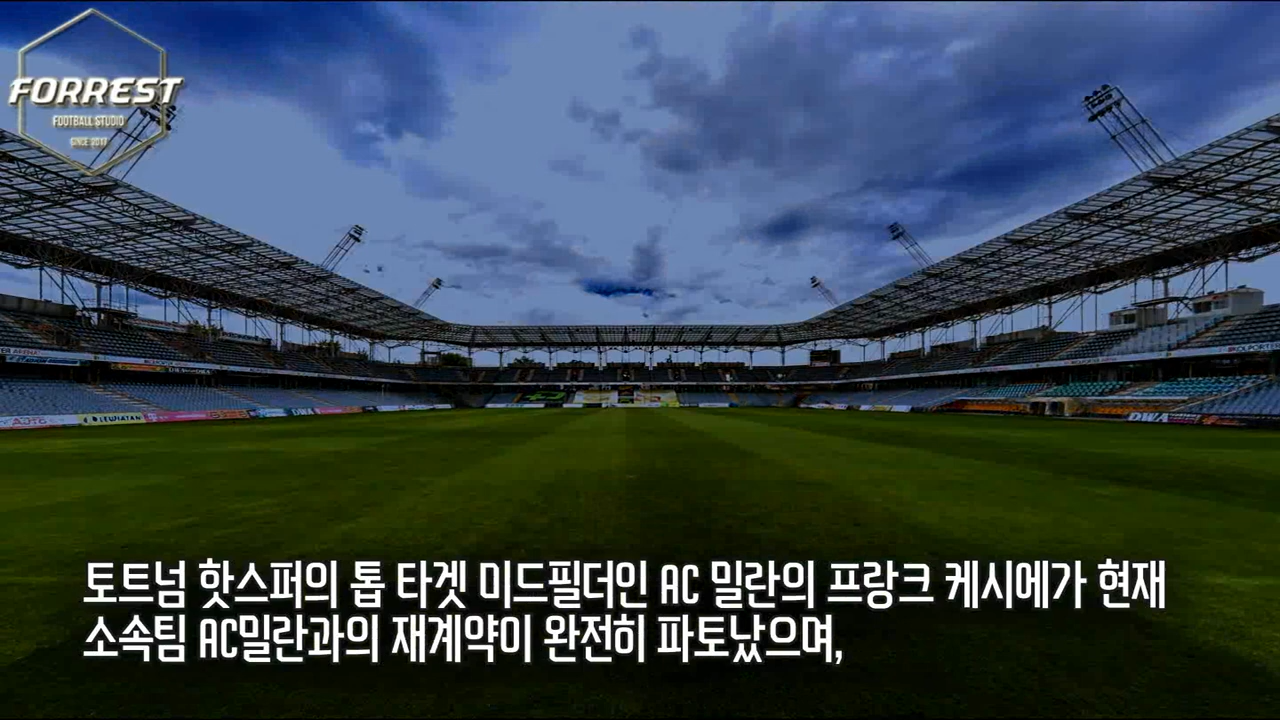 FORREST
FOOTBALL STUDIO
SINCE 2017
LEWIATAN
DWA
토트넘 핫스퍼의 톱 타겟 미드필더인 AC 밀란의 프랑크 케시에가 현재
소속팀 AC밀란과의 재계약이 완전히 파토났으며,